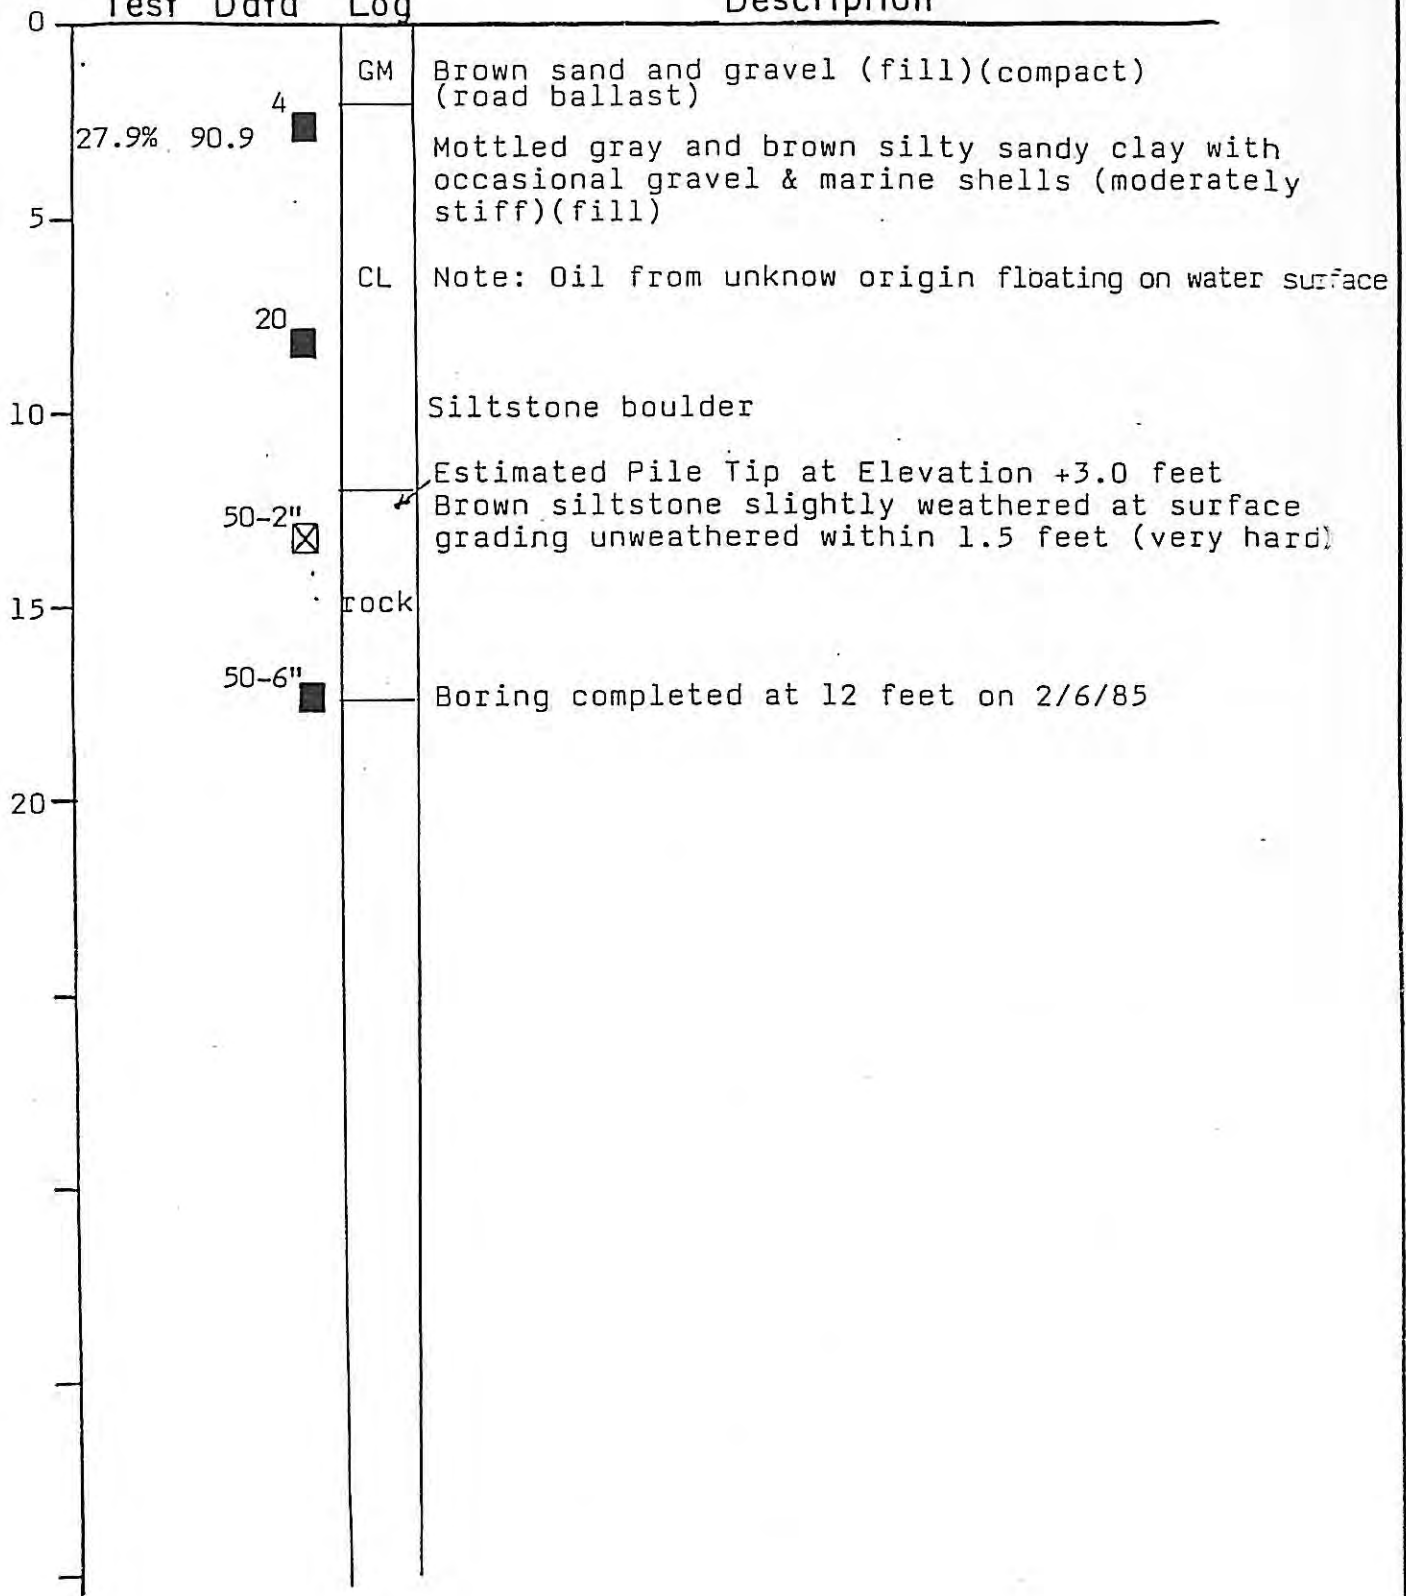 Test Data Log Description
0
GM Brown sand and gravel (fill)(compact)
(road ballast)
4
27.9% 90.9
Mottled gray and brown silty sandy clay with
occasional gravel & marine shells (moderately
stiff)(fill)
5
CL Note: Oil from unknow origin floating on water surface
20
10
Siltstone boulder
Estimated Pile Tip at Elevation +3.0 feet
Brown siltstone slightly weathered at surface
50-2"
grading unweathered within 1.5 feet (very hard)
15
rock
50-6"
Boring completed at 12 feet on 2/6/85
20